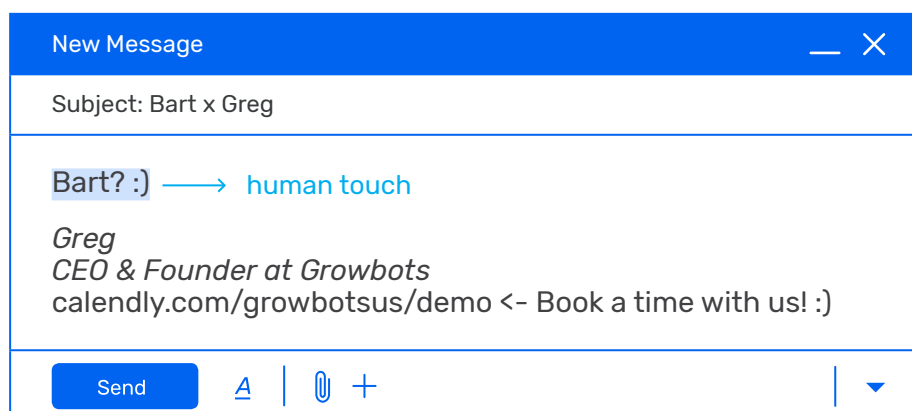 New Message
Subject: Bart x Greg
Bart? :) human touch
Greg
CEO & Founder at Growbots
calendly.com/growbotsus/demo <- Book a time with us! :)
Send A